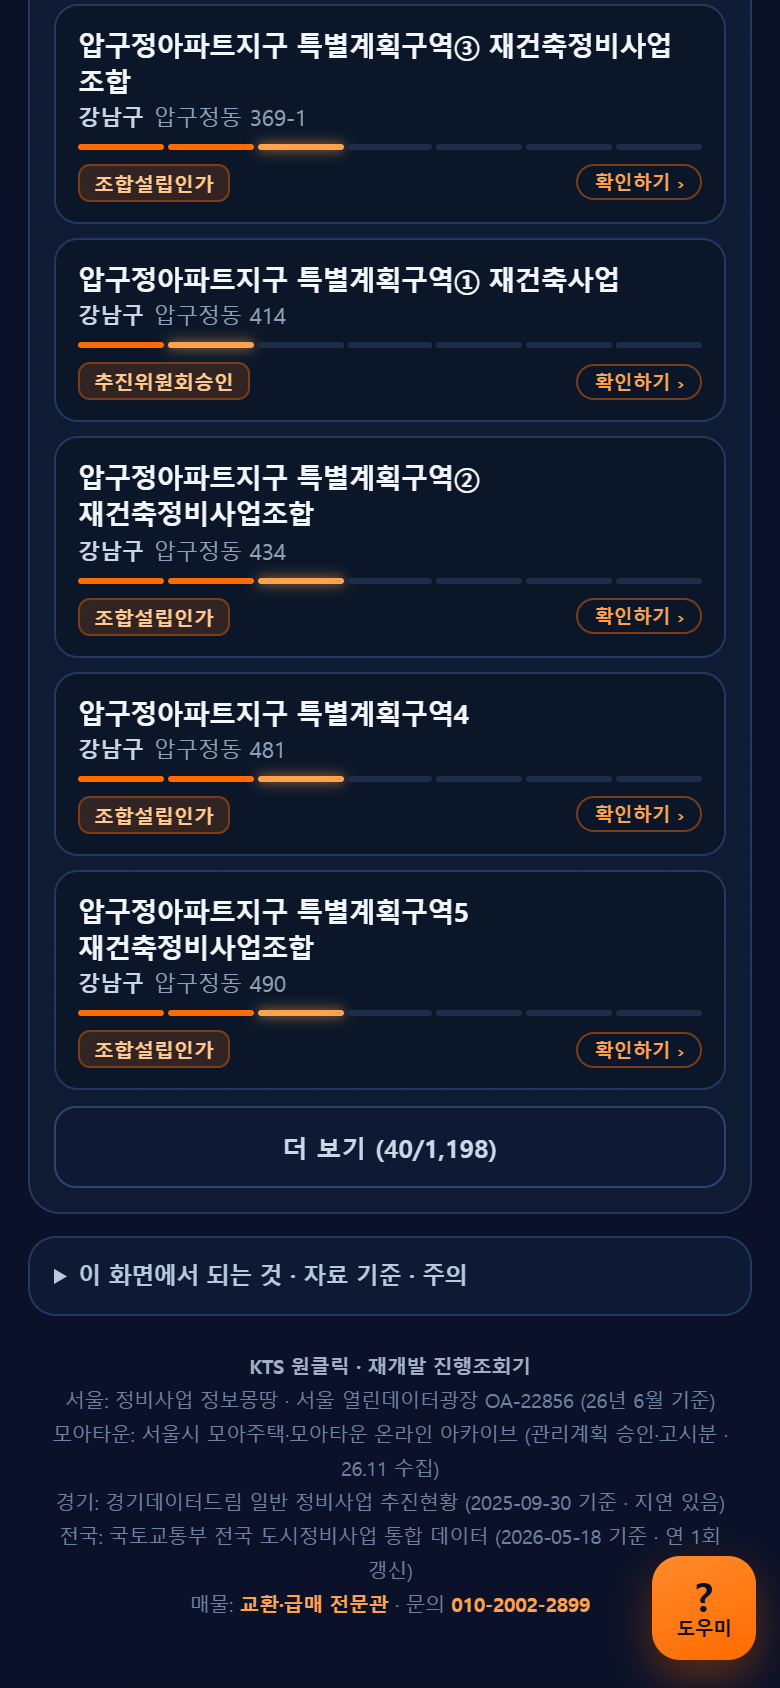 압구정아파트지구 특별계획구역③ 재건축정비사업
조합
강남구 압구정동 369-1
조합설립인가
확인하기 ›
압구정아파트지구 특별계획구역① 재건축사업
강남구 압구정동 414
추진위원회승인
확인하기 ›
압구정아파트지구 특별계획구역②
재건축정비사업조합
강남구 압구정동 434
조합설립인가
확인하기 ›
압구정아파트지구 특별계획구역4
강남구 압구정동 481
조합설립인가
확인하기 ›
압구정아파트지구 특별계획구역5
재건축정비사업조합
강남구 압구정동 490
조합설립인가
확인하기 ›
더 보기 (40/1,198)
▶ 이 화면에서 되는 것 · 자료 기준 · 주의
KTS 원클릭 · 재개발 진행조회기
서울: 정비사업 정보몽땅 · 서울 열린데이터광장 OA-22856 (26년 6월 기준)
모아타운: 서울시 모아주택·모아타운 온라인 아카이브 (관리계획 승인·고시분 ·
26.11 수집)
경기: 경기데이터드림 일반 정비사업 추진현황 (2025-09-30 기준 · 지연 있음)
전국: 국토교통부 전국 도시정비사업 통합 데이터 (2026-05-18 기준 · 연 1회
갱신)
매물: 교환·급매 전문관 · 문의 010-2002-2899
?
도우미